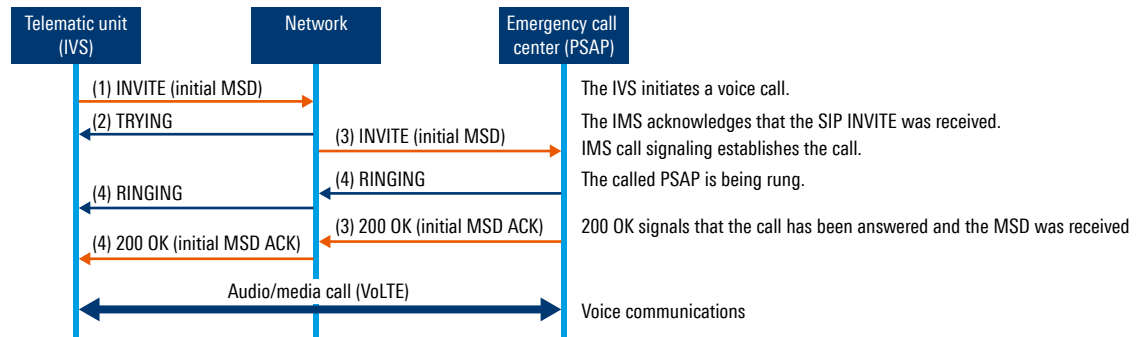 Telematic unit
(IVS)
Network
Emergency call
center (PSAP)
(1) INVITE (initial MSD)
The IVS initiates a voice call.
(2) TRYING
The IMS acknowledges that the SIP INVITE was received.
(3) INVITE (initial MSD)
IMS call signaling establishes the call.
(4) RINGING
(4) RINGING
The called PSAP is being rung.
(3) 200 OK (initial MSD ACK)
200 OK signals that the call has been answered and the MSD was received
(4) 200 OK (initial MSD ACK)
Audio/media call (VoLTE)
Voice communications